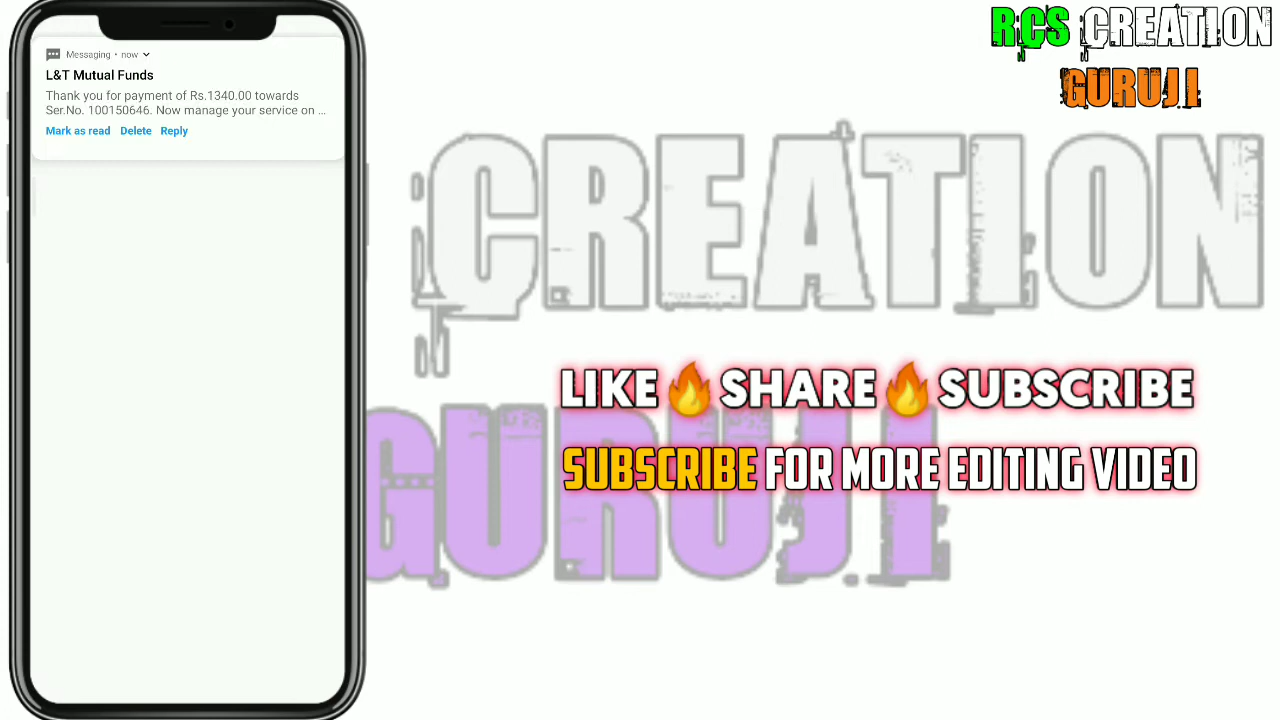 Messaging • now
L&T Mutual Funds
Thank you for payment of Rs.1340.00 towards
Ser.No. 100150646. Now manage your service on ...
Mark as read Delete Reply
RCS CREATION
GURUJI
CREATION
GURUJI
LIKE🔥SHARE🔥SUBSCRIBE
SUBSCRIBE FOR MORE EDITING VIDEO